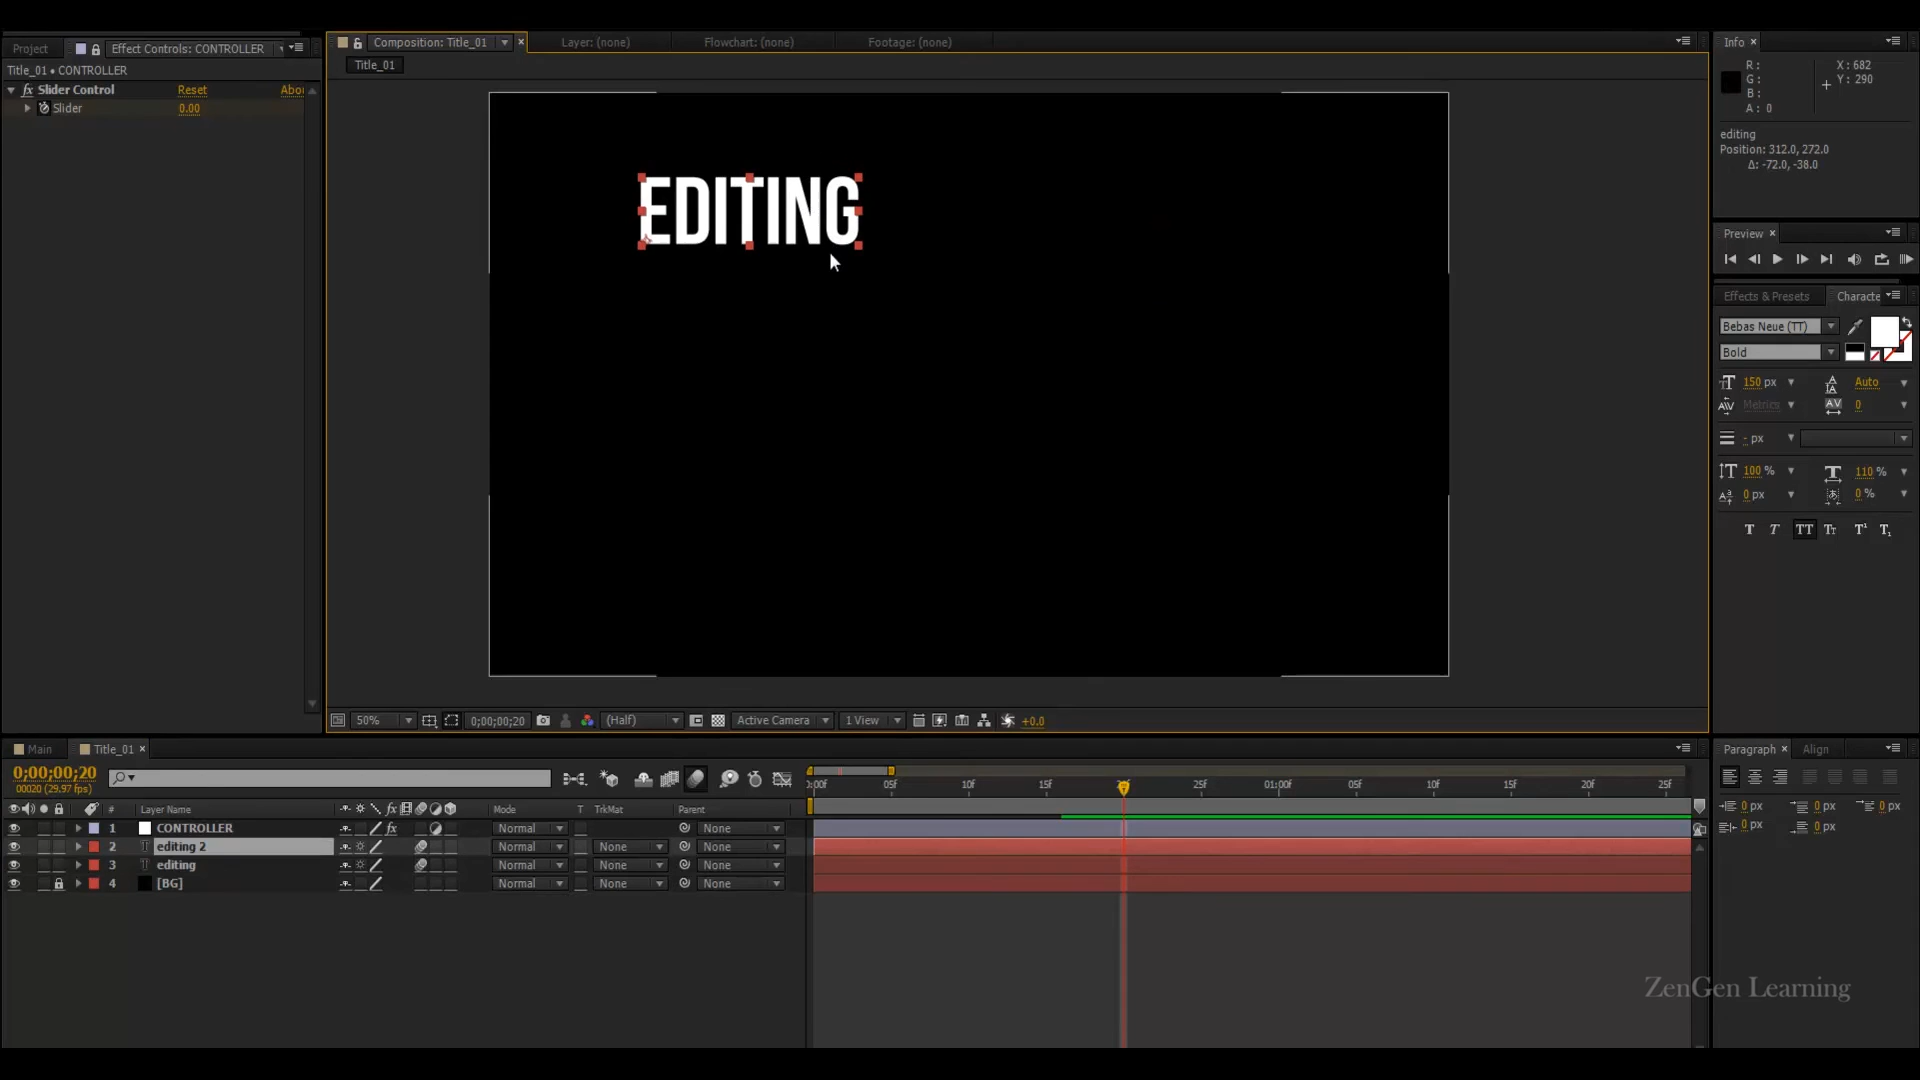 Project
Effect Controls: CONTROLLER
Title_01 • CONTROLLER
fx Slider Control Reset Abo
Slider 0.00
Composition: Title_01
Layer: (none)
Flowchart: (none)
Footage: (none)
Title_01
EDITING
50%
0;00;00;20
(Half)
Active Camera
1 View
+0.0
Info
R :
G :
B :
A : 0
X : 682
Y : 290
editing
Position: 312.0, 272.0
Δ: -72.0, -38.0
Preview
Effects & Presets
Characte
Bebas Neue (TT)
Bold
150 px
Auto
Metrics
0
- px
100 %
110 %
0 px
0 %
Main
Title_01
0;00;00;20
00020 (29.97 fps)
# Layer Name Mode T TrkMat Parent
1 CONTROLLER Normal None
2 editing 2 Normal None None
3 editing Normal None None
4 [BG] Normal None None
:00f 05f 10f 15f 25f 01:00f 05f 10f 15f 20f 25f
Paragraph
Align
0 px 0 px 0 px
0 px 0 px
ZenGen Learning